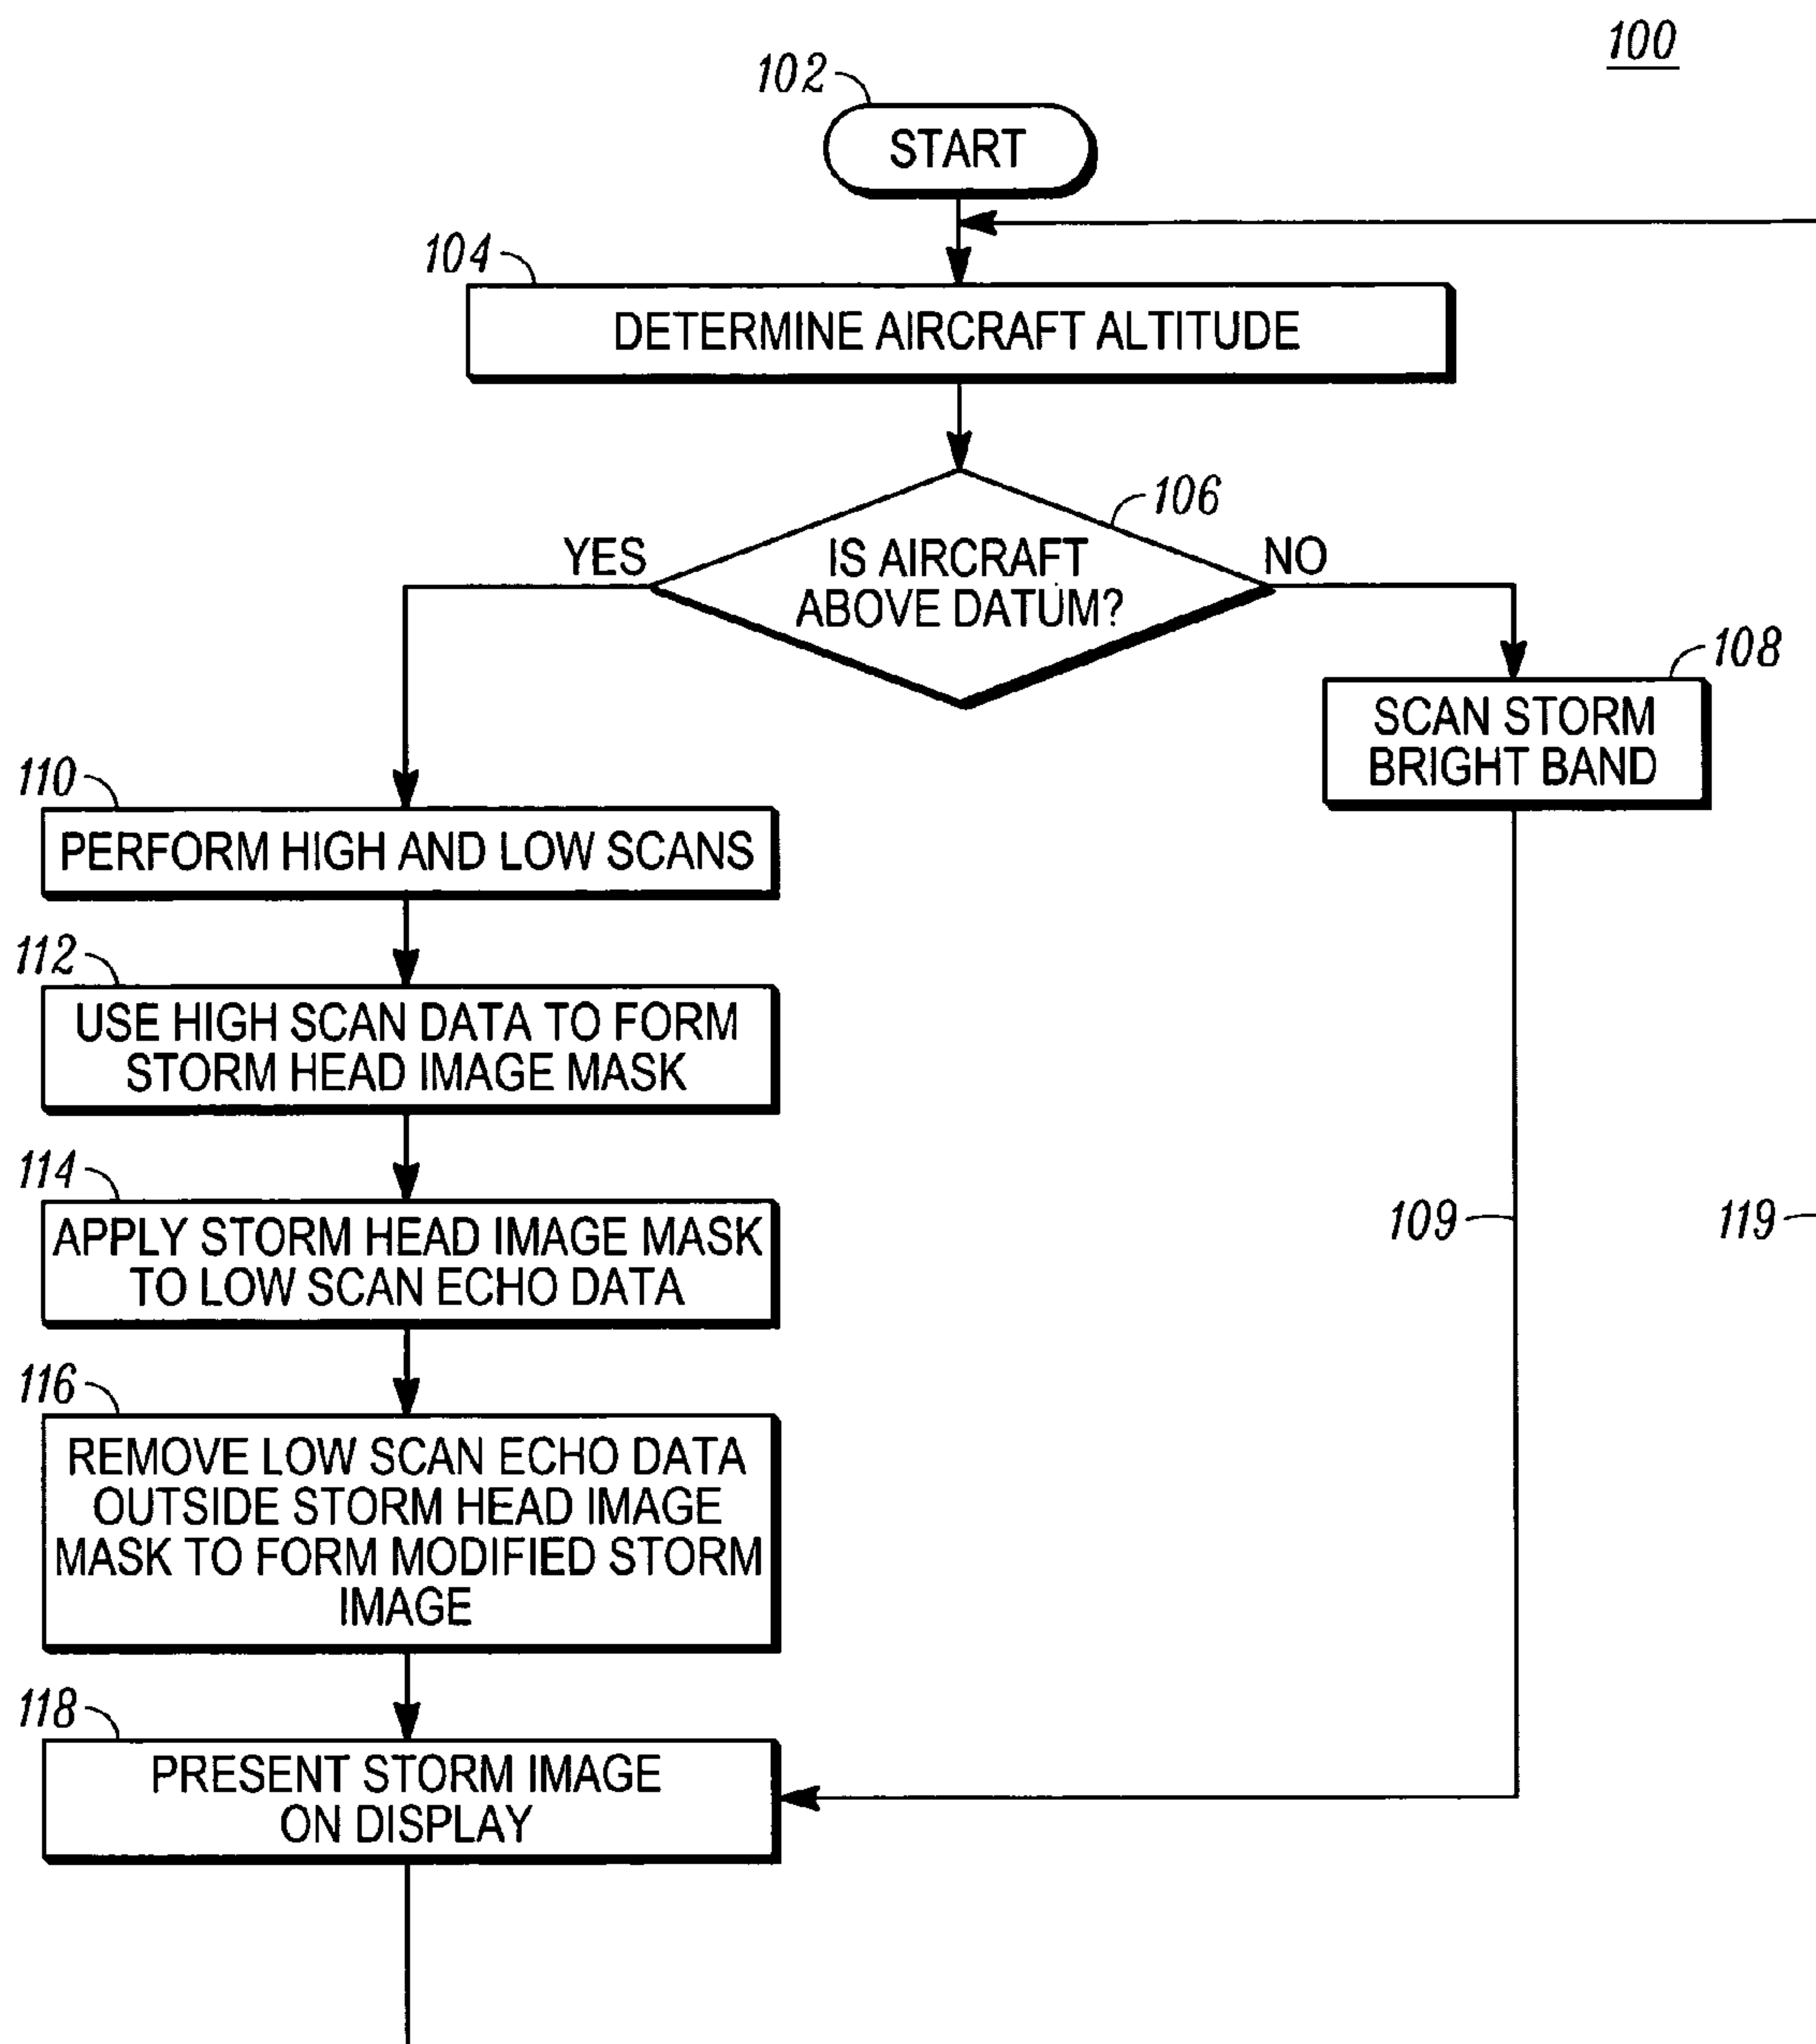 100
102
START
104
DETERMINE AIRCRAFT ALTITUDE
106
YES
IS AIRCRAFT
ABOVE DATUM?
NO
108
SCAN STORM
BRIGHT BAND
110
PERFORM HIGH AND LOW SCANS
112
USE HIGH SCAN DATA TO FORM
STORM HEAD IMAGE MASK
114
APPLY STORM HEAD IMAGE MASK
TO LOW SCAN ECHO DATA
109
119
116
REMOVE LOW SCAN ECHO DATA
OUTSIDE STORM HEAD IMAGE
MASK TO FORM MODIFIED STORM
IMAGE
118
PRESENT STORM IMAGE
ON DISPLAY